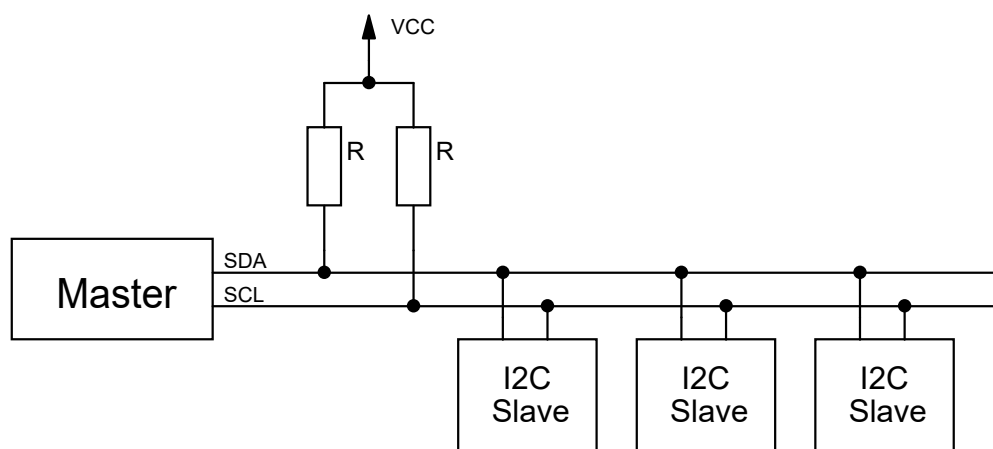 VCC
R
R
SDA
Master
SCL
I2C
Slave
I2C
Slave
I2C
Slave